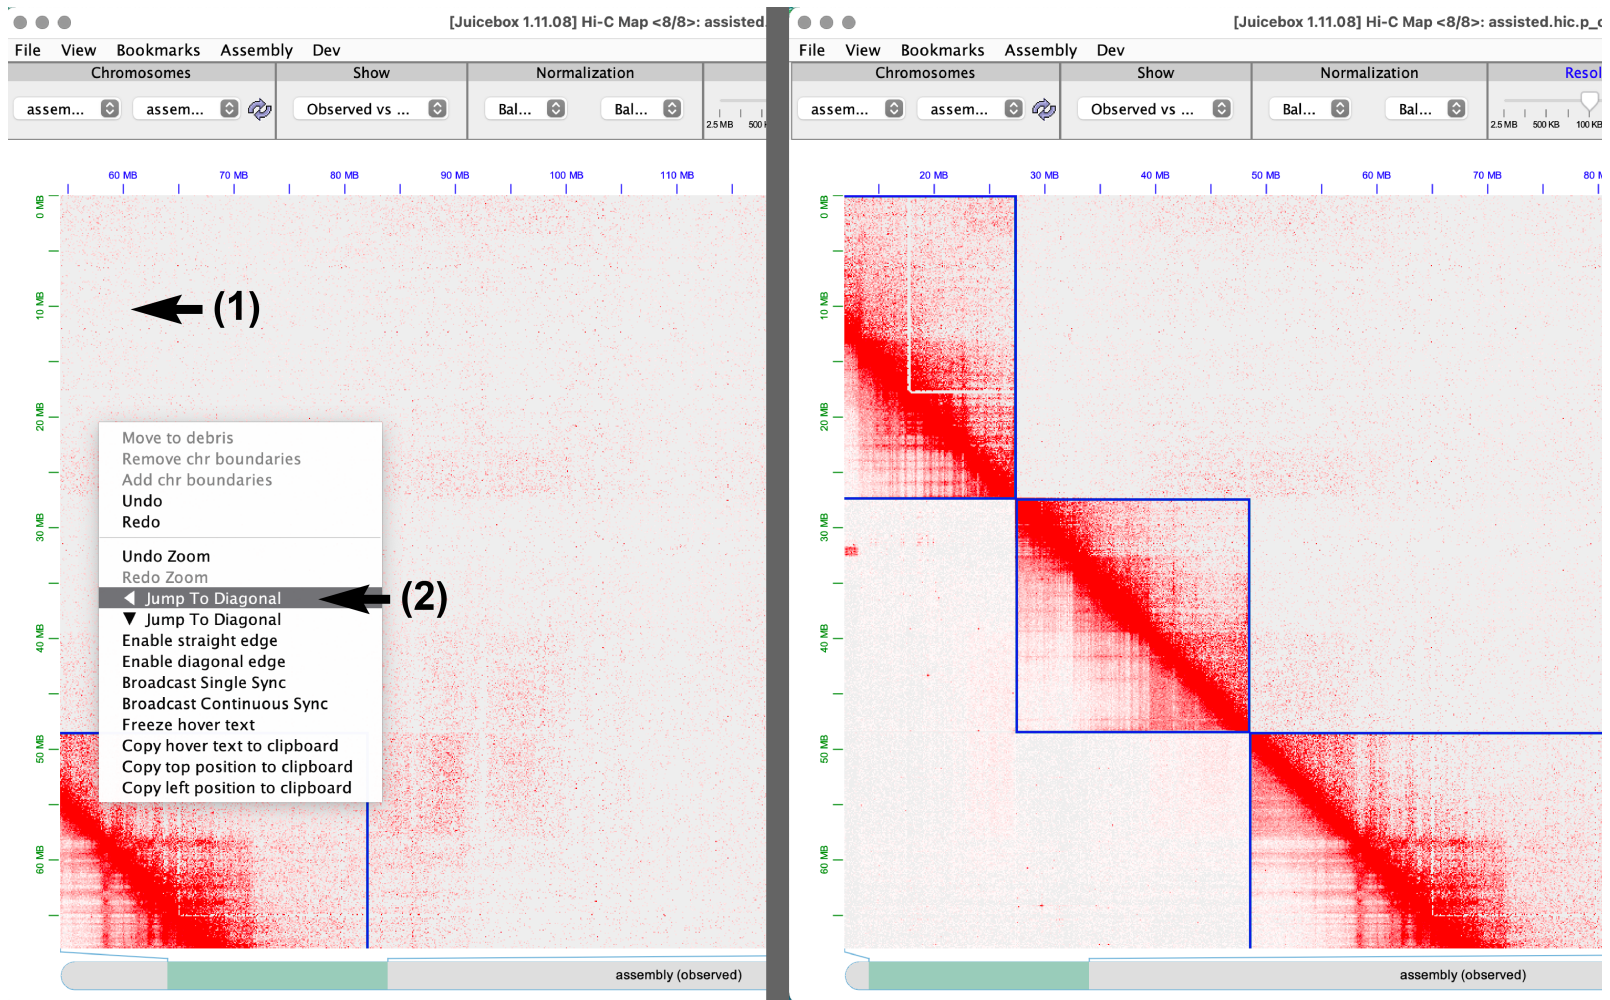 [Juicebox 1.11.08] Hi-C Map <8/8>: assisted.
File View Bookmarks Assembly Dev
Chromosomes Show Normalization
assem... assem... Observed vs ... Bal... Bal...
2.5 MB 500
60 MB 70 MB 80 MB 90 MB 100 MB 110 MB
0 MB
10 MB
20 MB
30 MB
40 MB
50 MB
60 MB
(1)
Move to debris
Remove chr boundaries
Add chr boundaries
Undo
Redo
Undo Zoom
Redo Zoom
◀ Jump To Diagonal
(2)
▼ Jump To Diagonal
Enable straight edge
Enable diagonal edge
Broadcast Single Sync
Broadcast Continuous Sync
Freeze hover text
Copy hover text to clipboard
Copy top position to clipboard
Copy left position to clipboard
assembly (observed)
[Juicebox 1.11.08] Hi-C Map <8/8>: assisted.hic.p_
File View Bookmarks Assembly Dev
Chromosomes Show Normalization Resol
assem... assem... Observed vs ... Bal... Bal...
2.5 MB 500 KB 100 KB
20 MB 30 MB 40 MB 50 MB 60 MB 70 MB 80
0 MB
10 MB
20 MB
30 MB
40 MB
50 MB
60 MB
assembly (observed)